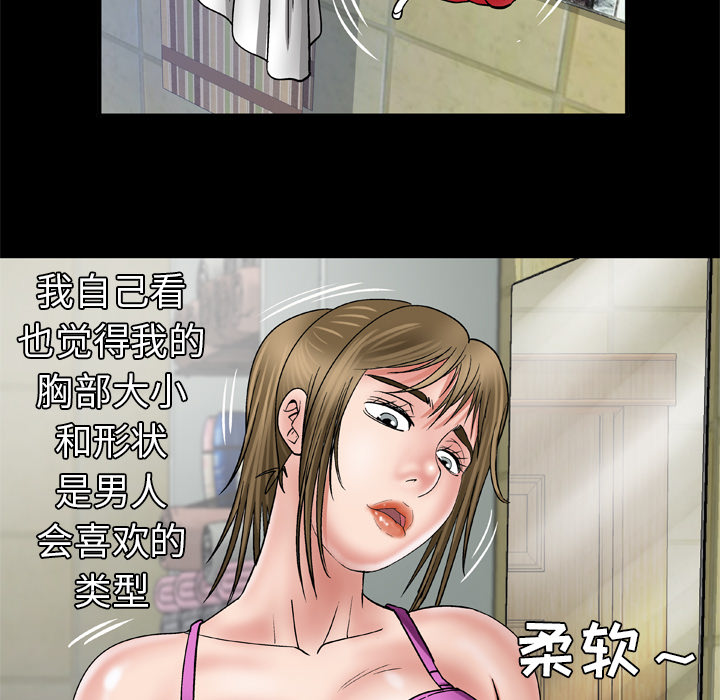 我自己看
也觉得我的
胸部大小
和形状
是男人
会喜欢的
类型
柔软~